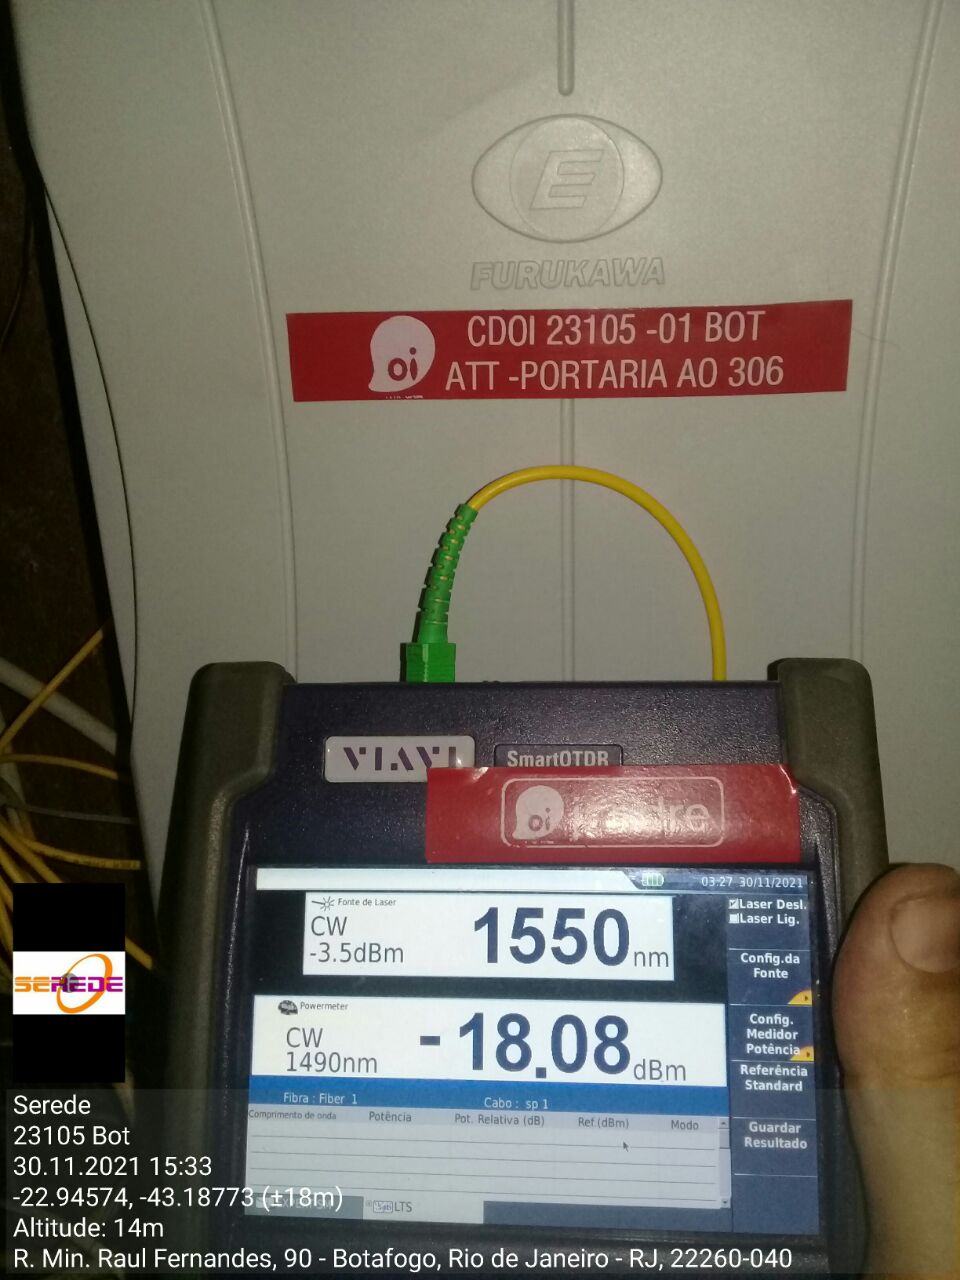 E
FURUKAWA
oi
CDOI 23105 -01 BOT
ATT -PORTARIA AO 306
VIAVI
SmartOTDR
oi
03:27 30/11/2021
Fonte de Laser
CW
-3.5dBm
1550nm
Laser Desl.
Laser Lig.
Config.da
Fonte
Powermeter
CW
1490nm
-18.08dBm
Config.
Medidor
Potência
Referência
Standard
Guardar
Resultado
Fibra : Fiber 1
Cabo : sp 1
Comprimento de onda Potência Pot. Relativa (dB) Ref.(dBm) Modo
LTS
SEREDE
Serede
23105 Bot
30.11.2021 15:33
-22.94574, -43.18773 (±18m)
Altitude: 14m
R. Min. Raul Fernandes, 90 - Botafogo, Rio de Janeiro - RJ, 22260-040